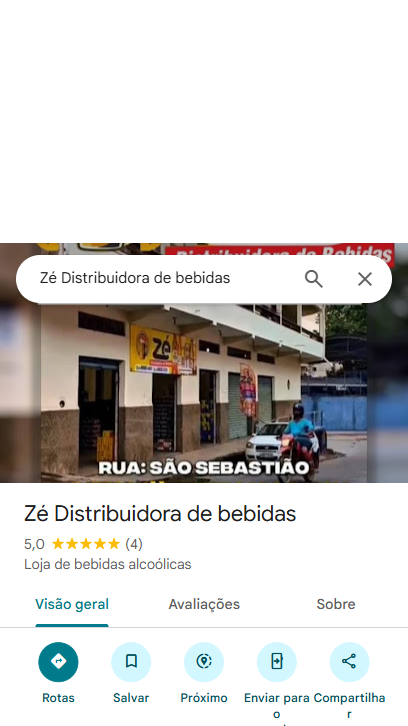 Distribuidora de Bebidas
Zé Distribuidora de bebidas
Zé
RUA: SÃO SEBASTIÃO
Zé Distribuidora de bebidas
5,0 ★★★★★ (4)
Loja de bebidas alcoólicas
Visão geral Avaliações Sobre
Rotas Salvar Próximo Enviar para o Compartilhar